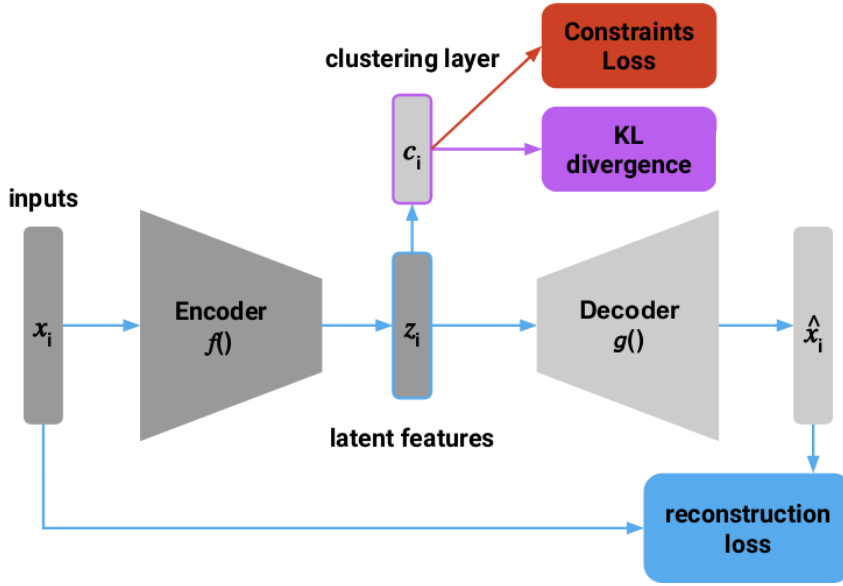 Constraints
Loss
clustering layer
c_i
KL
divergence
inputs
x_i
Encoder
f()
z_i
Decoder
g()
x̂_i
latent features
reconstruction
loss